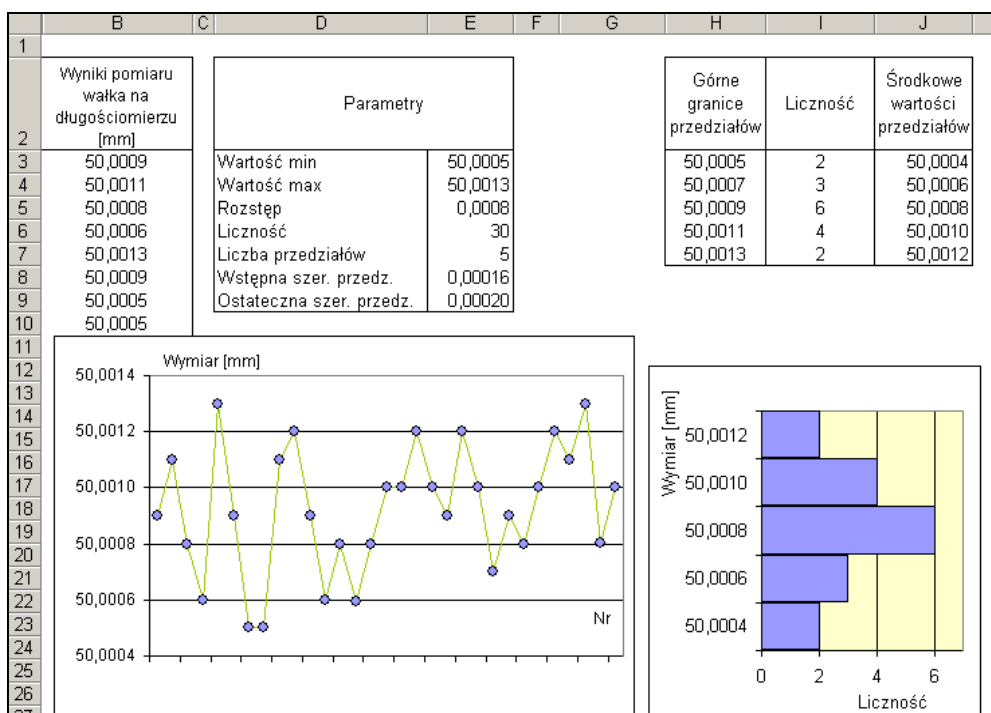 B C D E F G H I J
1
2
Wyniki pomiaru
wałka na
długościomierzu
[mm]
Parametry
Górne
granice
przedziałów
Liczność
Środkowe
wartości
przedziałów
3 50,0009 Wartość min 50,0005 50,0005 2 50,0004
4 50,0011 Wartość max 50,0013 50,0007 3 50,0006
5 50,0008 Rozstęp 0,0008 50,0009 6 50,0008
6 50,0006 Liczność 30 50,0011 4 50,0010
7 50,0013 Liczba przedziałów 5 50,0013 2 50,0012
8 50,0009 Wstępna szer. przedz. 0,00016
9 50,0005 Ostateczna szer. przedz. 0,00020
10 50,0005
11
12
13
14
15
16
17
18
19
20
21
22
23
24
25
26
Wymiar [mm]
50,0014
50,0012
50,0010
50,0008
50,0006
50,0004
Nr
Wymiar [mm]
50,0012
50,0010
50,0008
50,0006
50,0004
0 2 4 6
Liczność